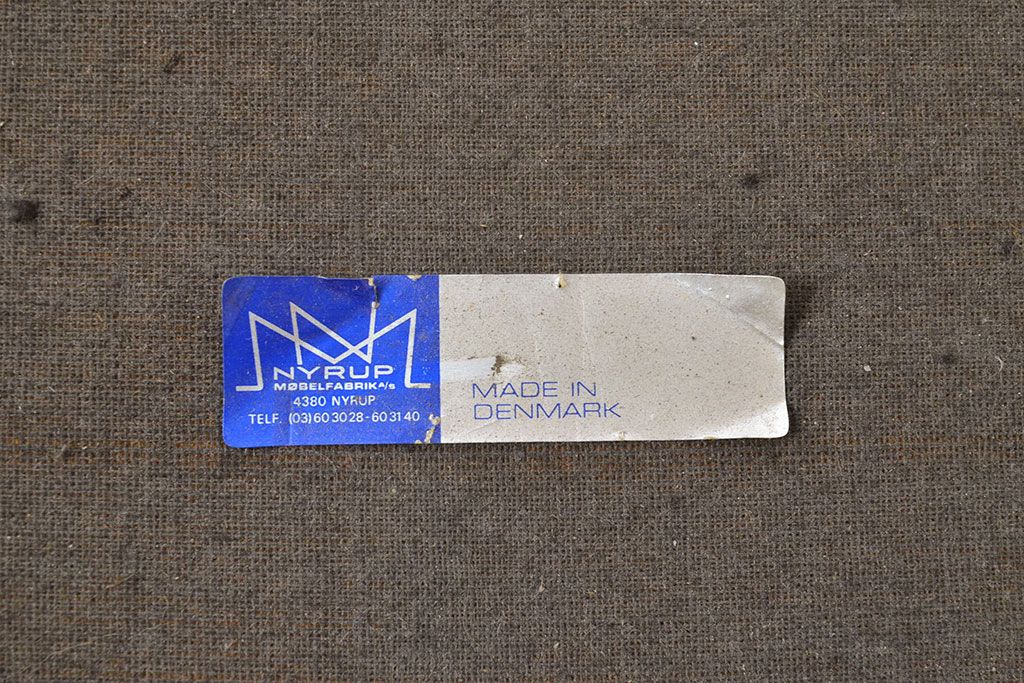 NYRUP
MØBELFABRIK A/s
4380 NYRUP
TELF. (03) 60 30 28 - 60 31 40
MADE IN
DENMARK